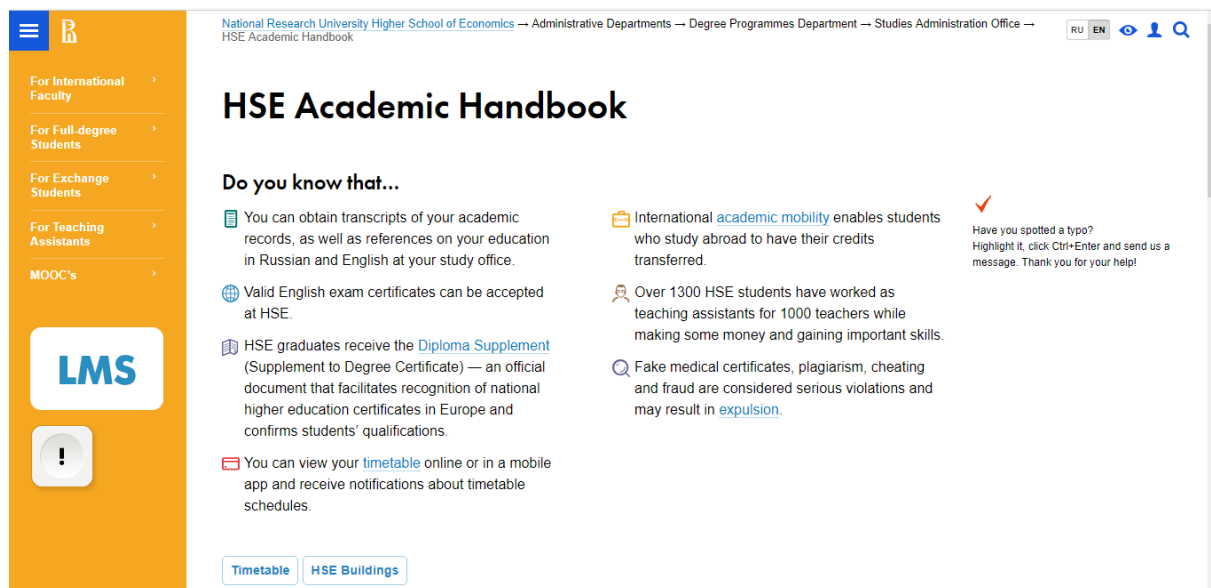 National Research University Higher School of Economics → Administrative Departments → Degree Programmes Department → Studies Administration Office →
HSE Academic Handbook
RU EN
For International
Faculty
For Full-degree
Students
For Exchange
Students
For Teaching
Assistants
MOOC's
LMS
!
HSE Academic Handbook
Do you know that...
You can obtain transcripts of your academic
records, as well as references on your education
in Russian and English at your study office.
Valid English exam certificates can be accepted
at HSE.
HSE graduates receive the Diploma Supplement
(Supplement to Degree Certificate) — an official
document that facilitates recognition of national
higher education certificates in Europe and
confirms students' qualifications.
You can view your timetable online or in a mobile
app and receive notifications about timetable
schedules.
International academic mobility enables students
who study abroad to have their credits
transferred.
Over 1300 HSE students have worked as
teaching assistants for 1000 teachers while
making some money and gaining important skills.
Fake medical certificates, plagiarism, cheating
and fraud are considered serious violations and
may result in expulsion.
Have you spotted a typo?
Highlight it, click Ctrl+Enter and send us a
message. Thank you for your help!
Timetable
HSE Buildings